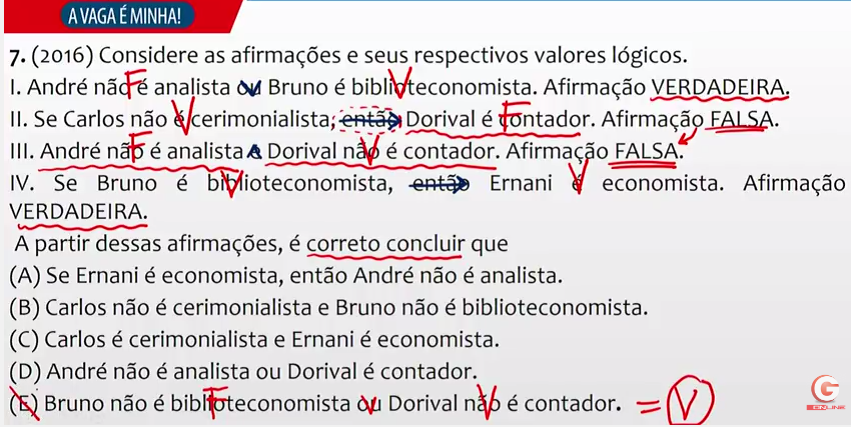 A VAGA É MINHA!
7. (2016) Considere as afirmações e seus respectivos valores lógicos.
I. André não é analista ou Bruno é biblioteconomista. Afirmação VERDADEIRA.
II. Se Carlos não é cerimonialista, então Dorival é contador. Afirmação FALSA.
III. André não é analista e Dorival não é contador. Afirmação FALSA.
IV. Se Bruno é biblioteconomista, então Ernani é economista. Afirmação
VERDADEIRA.
A partir dessas afirmações, é correto concluir que
(A) Se Ernani é economista, então André não é analista.
(B) Carlos não é cerimonialista e Bruno não é biblioteconomista.
(C) Carlos é cerimonialista e Ernani é economista.
(D) André não é analista ou Dorival é contador.
(E) Bruno não é biblioteconomista ou Dorival não é contador. = V
F V
V F
F V
V V
F V V
G ONLINE